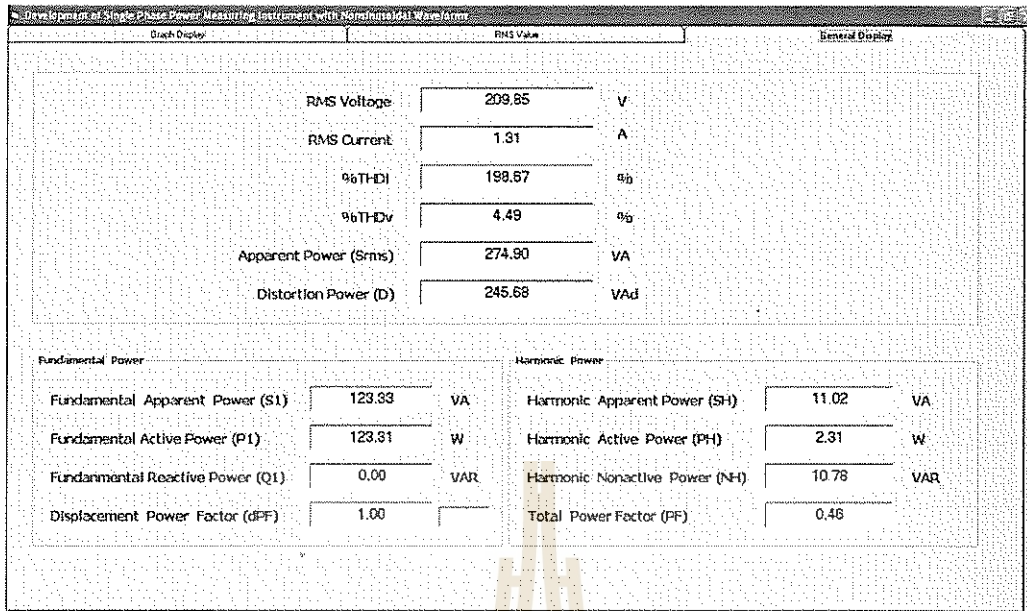 Development of Single Phase Power Measuring Instrument with Nonsinusoidal Waveforms
Graph Display RMS Value General Display
RMS Voltage 209.85 V
RMS Current 1.31 A
%THDI 198.67 %
%THDv 4.49 %
Apparent Power (Srms) 274.90 VA
Distortion Power (D) 245.68 VAd
Fundamental Power
Fundamental Apparent Power (S1) 123.33 VA
Fundamental Active Power (P1) 123.31 W
Fundanmental Reactive Power (Q1) 0.00 VAR
Displacement Power Factor (dPF) 1.00
Harmonic Power
Harmonic Apparent Power (SH) 11.02 VA
Harmonic Active Power (PH) 2.31 W
Harmonic Nonactive Power (NH) 10.78 VAR
Total Power Factor (PF) 0.46